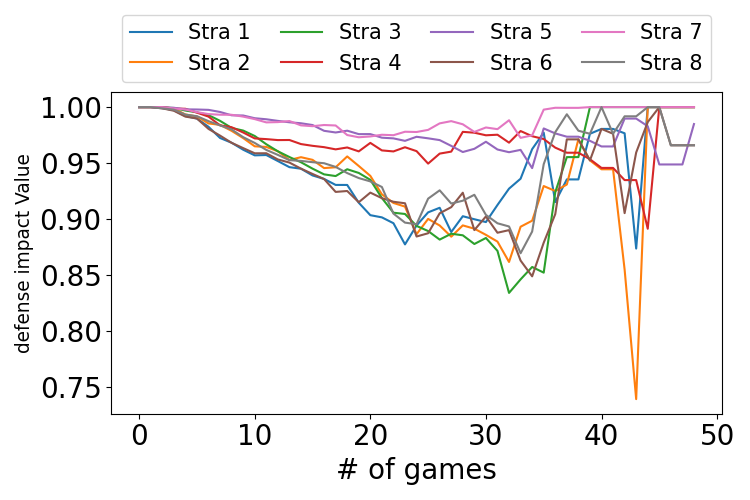 Stra 1 Stra 3 Stra 5 Stra 7
Stra 2 Stra 4 Stra 6 Stra 8
defense impact Value
1.00
0.95
0.90
0.85
0.80
0.75
0 10 20 30 40 50
# of games